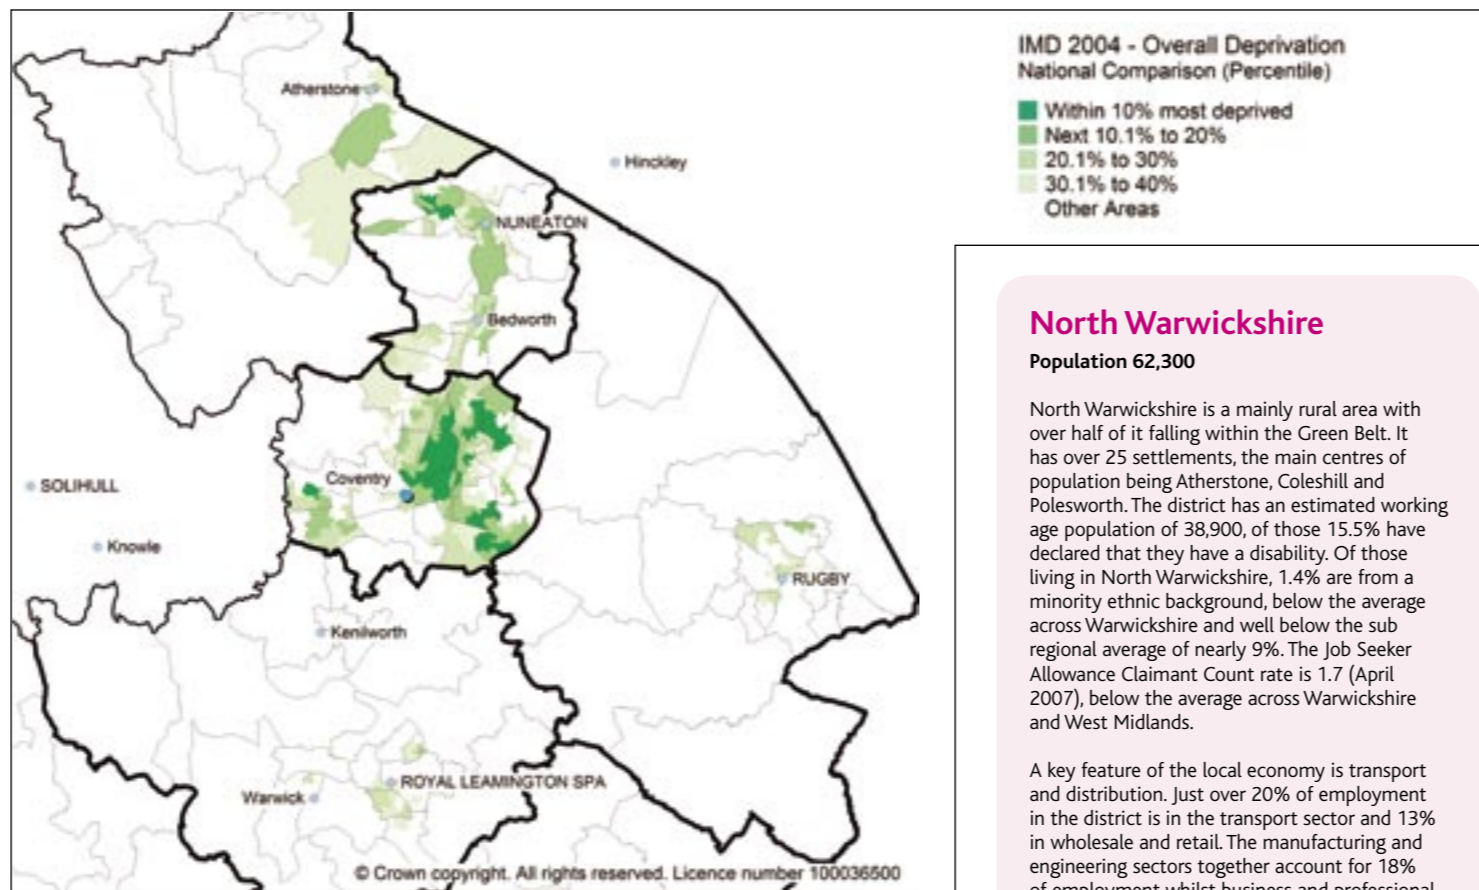 IMD 2004 - Overall Deprivation
National Comparison (Percentile)
Within 10% most deprived
Next 10.1% to 20%
20.1% to 30%
30.1% to 40%
Other Areas
Atherstone
Hinckley
NUNEATON
Bedworth
Coventry
SOLIHULL
Knowle
RUGBY
Kenilworth
ROYAL LEAMINGTON SPA
Warwick
© Crown copyright. All rights reserved. Licence number 100036500
North Warwickshire
Population 62,300
North Warwickshire is a mainly rural area with
over half of it falling within the Green Belt. It
has over 25 settlements, the main centres of
population being Atherstone, Coleshill and
Polesworth. The district has an estimated working
age population of 38,900, of those 15.5% have
declared that they have a disability. Of those
living in North Warwickshire, 1.4% are from a
minority ethnic background, below the average
across Warwickshire and well below the sub
regional average of nearly 9%. The Job Seeker
Allowance Claimant Count rate is 1.7 (April
2007), below the average across Warwickshire
and West Midlands.
A key feature of the local economy is transport
and distribution. Just over 20% of employment
in the district is in the transport sector and 13%
in wholesale and retail. The manufacturing and
engineering sectors together account for 18%
of employment whilst business and professional